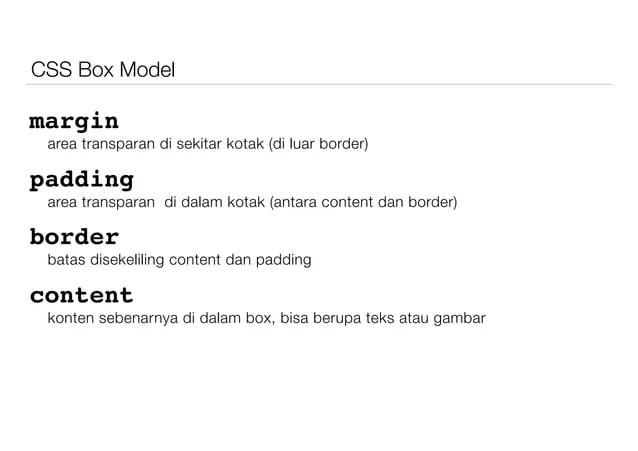 CSS Box Model
margin
area transparan di sekitar kotak (di luar border)
padding
area transparan  di dalam kotak (antara content dan border)
border
batas disekeliling content dan padding
content
konten sebenarnya di dalam box, bisa berupa teks atau gambar